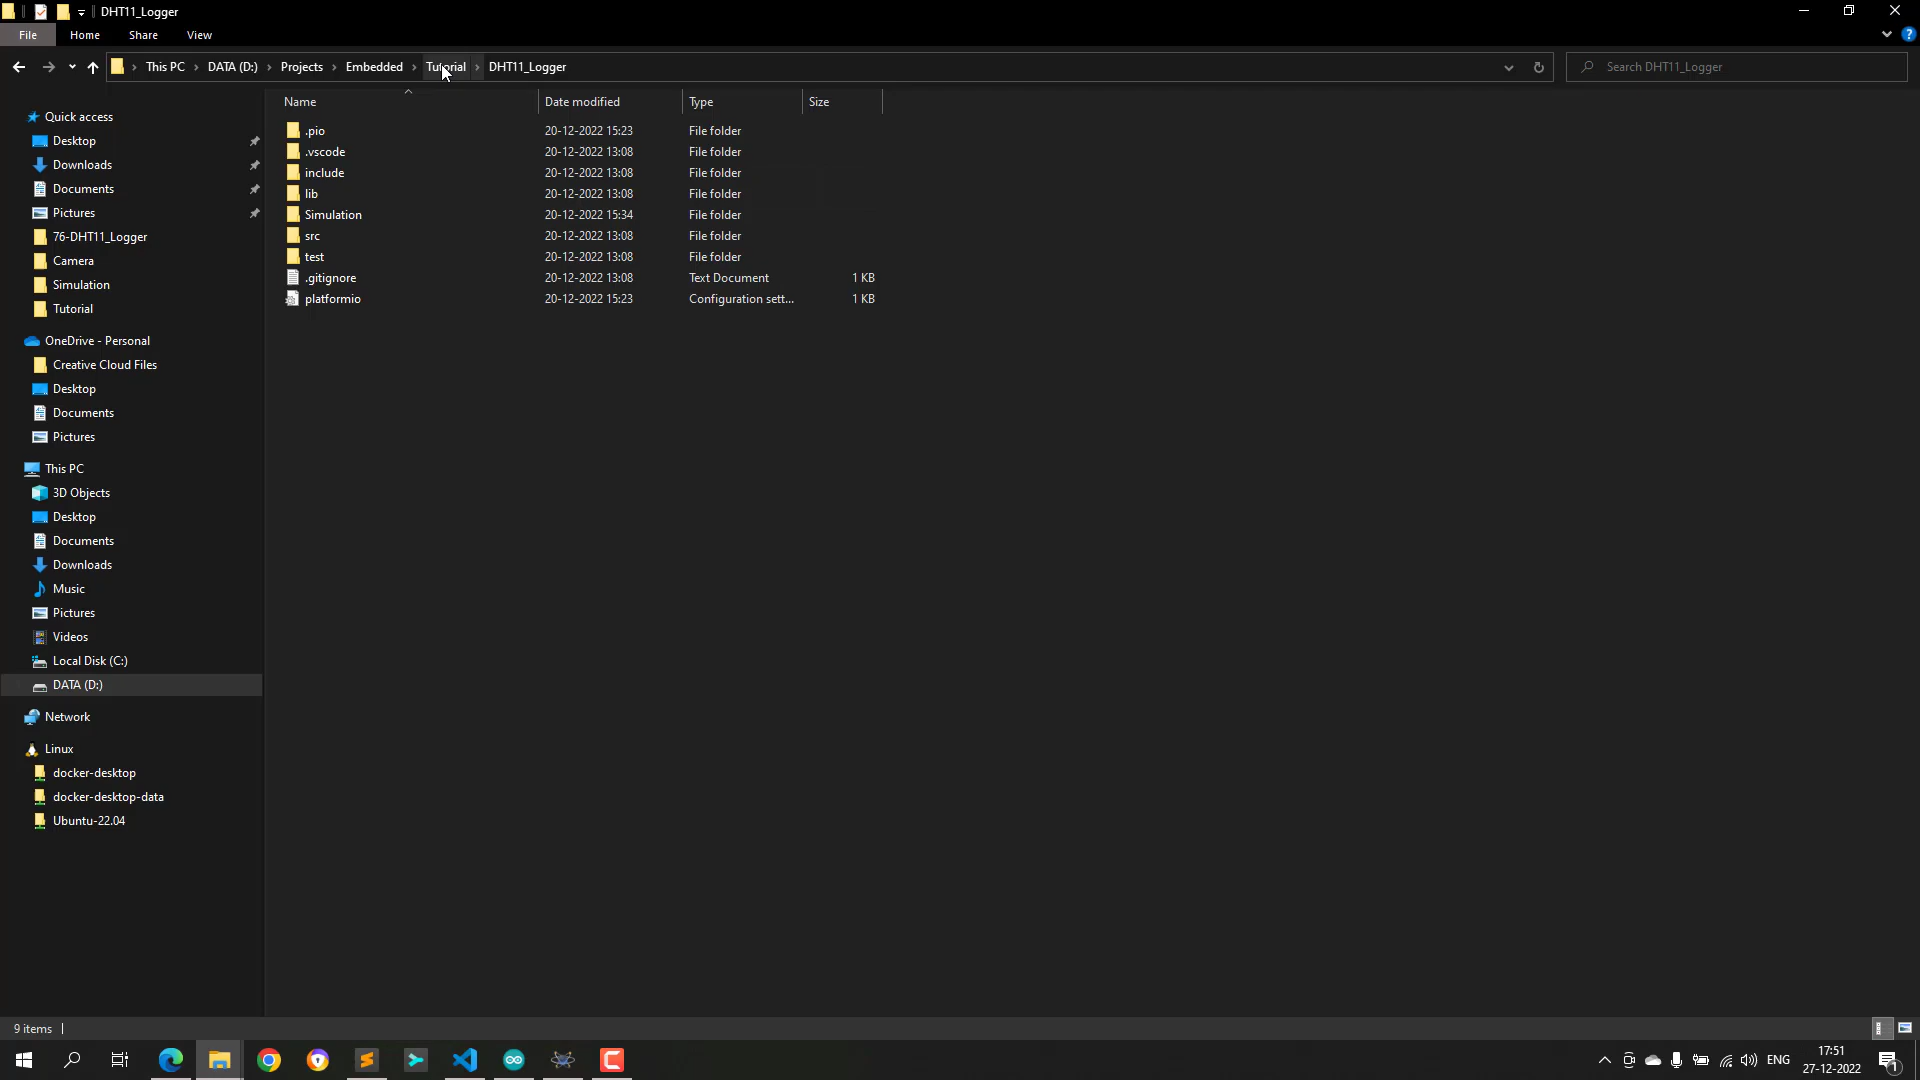 DHT11_Logger
File Home Share View
This PC DATA (D:) Projects Embedded Tutorial DHT11_Logger
Search DHT11_Logger
Name Date modified Type Size
.pio 20-12-2022 15:23 File folder
.vscode 20-12-2022 13:08 File folder
include 20-12-2022 13:08 File folder
lib 20-12-2022 13:08 File folder
Simulation 20-12-2022 15:34 File folder
src 20-12-2022 13:08 File folder
test 20-12-2022 13:08 File folder
.gitignore 20-12-2022 13:08 Text Document 1 KB
platformio 20-12-2022 15:23 Configuration sett... 1 KB
Quick access
Desktop
Downloads
Documents
Pictures
76-DHT11_Logger
Camera
Simulation
Tutorial
OneDrive - Personal
Creative Cloud Files
Desktop
Documents
Pictures
This PC
3D Objects
Desktop
Documents
Downloads
Music
Pictures
Videos
Local Disk (C:)
DATA (D:)
Network
Linux
docker-desktop
docker-desktop-data
Ubuntu-22.04
9 items
ENG
17:51
27-12-2022
1